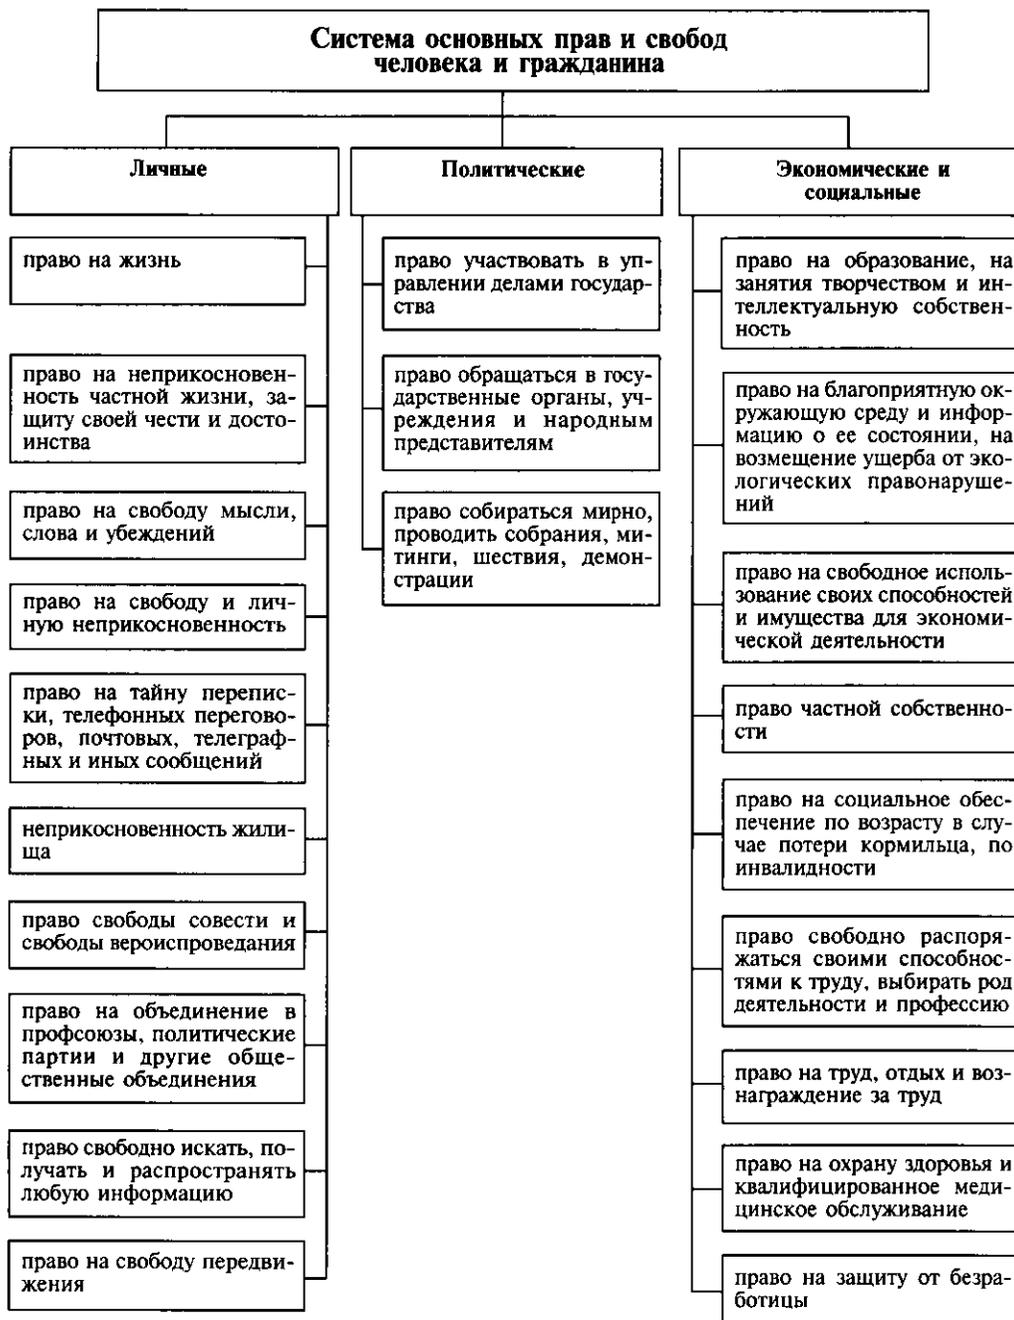 Система основных прав и свобод
человека и гражданина
Личные
право на жизнь
право на неприкосновен-
ность частной жизни, за-
щиту своей чести и досто-
инства
право на свободу мысли,
слова и убеждений
право на свободу и лич-
ную неприкосновенность
право на тайну перепис-
ки, телефонных перегово-
ров, почтовых, телеграф-
ных и иных сообщений
неприкосновенность жили-
ща
право свободы совести и
свободы вероиспроведания
право на объединение в
профсоюзы, политические
партии и другие обще-
ственные объединения
право свободно искать, по-
лучать и распространять
любую информацию
право на свободу передви-
жения
Политические
право участвовать в уп-
равлении делами государ-
ства
право обращаться в госу-
дарственные органы, уч-
реждения и народным
представителям
право собираться мирно,
проводить собрания, ми-
тинги, шествия, демон-
страции
Экономические и
социальные
право на образование, на
занятия творчеством и ин-
теллектуальную собствен-
ность
право на благоприятную ок-
ружающую среду и инфор-
мацию о ее состоянии, на
возмещение ущерба от эко-
логических правонаруше-
ний
право на свободное исполь-
зование своих способностей
и имущества для экономи-
ческой деятельности
право частной собственно-
сти
право на социальное обес-
печение по возрасту в слу-
чае потери кормильца, по
инвалидности
право свободно распоря-
жаться своими способнос-
тями к труду, выбирать род
деятельности и профессию
право на труд, отдых и воз-
награждение за труд
право на охрану здоровья и
квалифицированное меди-
цинское обслуживание
право на защиту от безра-
ботицы